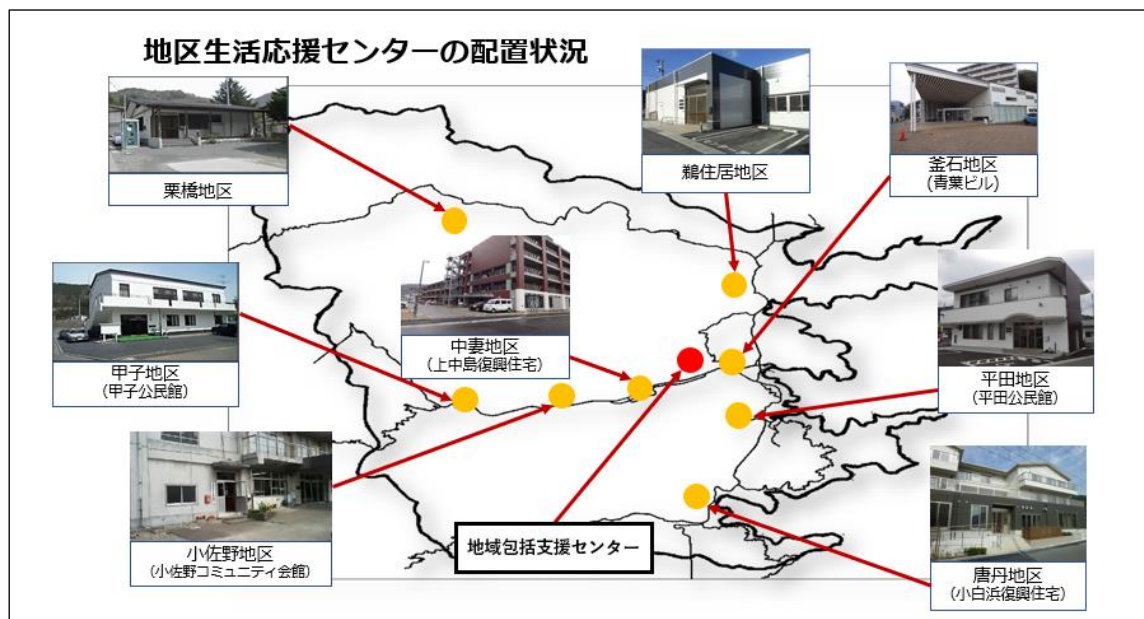 地区生活応援センターの配置状況
栗橋地区
鵜住居地区
釜石地区
(青葉ビル)
甲子地区
(甲子公民館)
中妻地区
(上中島復興住宅)
平田地区
(平田公民館)
小佐野地区
(小佐野コミュニティ会館)
地域包括支援センター
唐丹地区
(小白浜復興住宅)